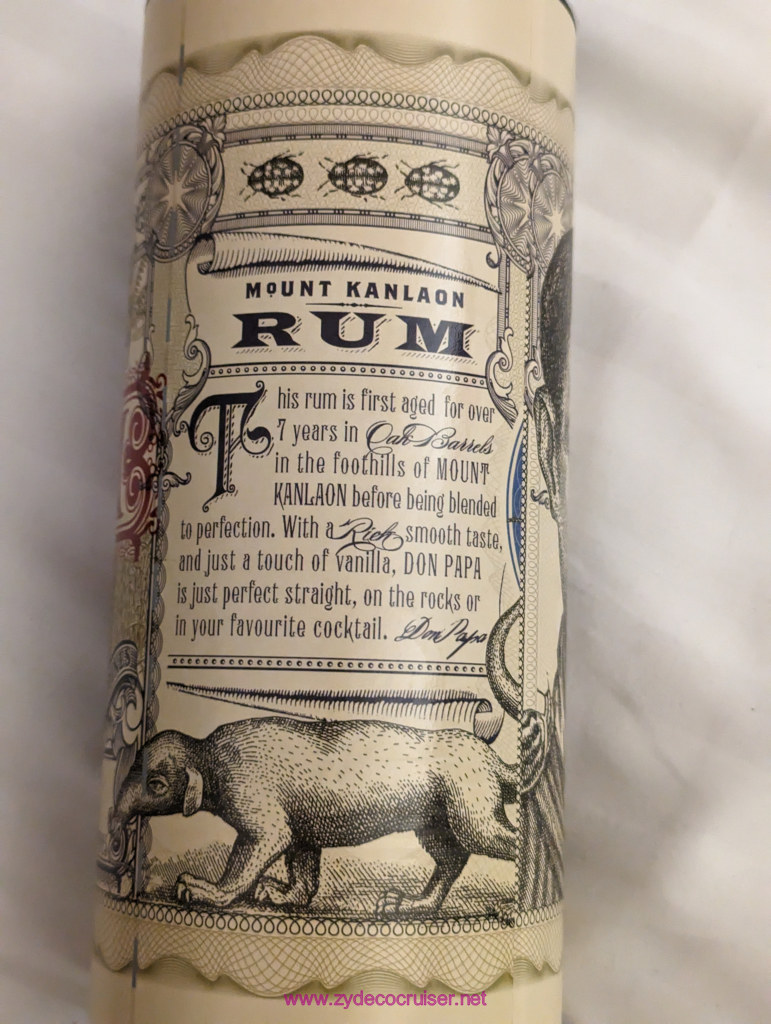 MOUNT KANLAON
RUM
This rum is first aged for over
7 years in Oak Barrels
in the foothills of MOUNT
KANLAON before being blended
to perfection. With a Rich, smooth taste,
and just a touch of vanilla, DON PAPA
is just perfect straight, on the rocks or
in your favourite cocktail. Don Papa
www.zydecocruiser.net